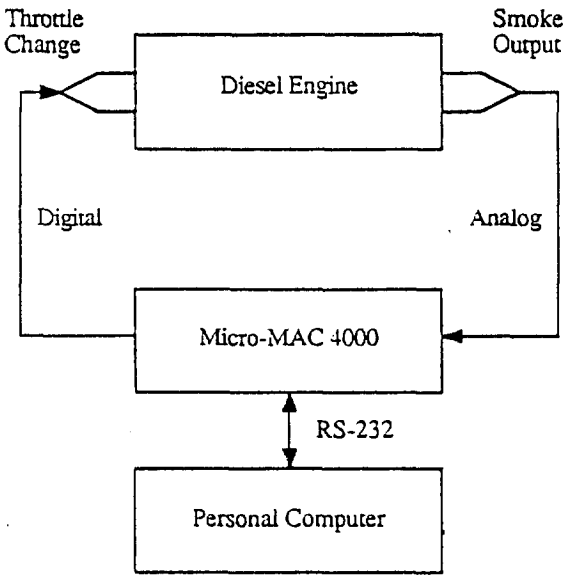 Throttle
Change
Smoke
Output
Diesel Engine
Digital
Analog
Micro-MAC 4000
RS-232
Personal Computer